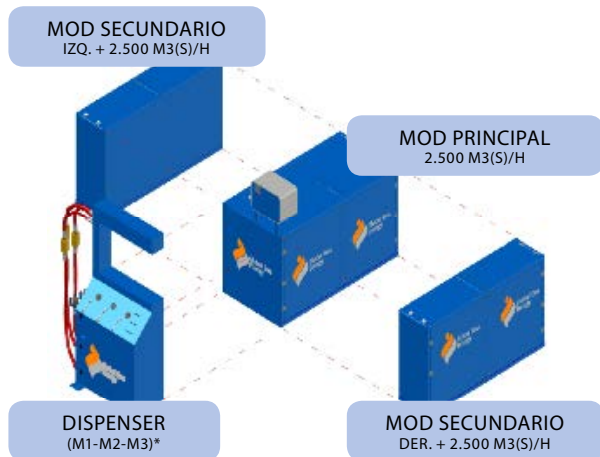 MOD SECUNDARIO
IZQ. + 2.500 M3(S)/H
MOD PRINCIPAL
2.500 M3(S)/H
DISPENSER
(M1-M2-M3)*
MOD SECUNDARIO
DER. + 2.500 M3(S)/H